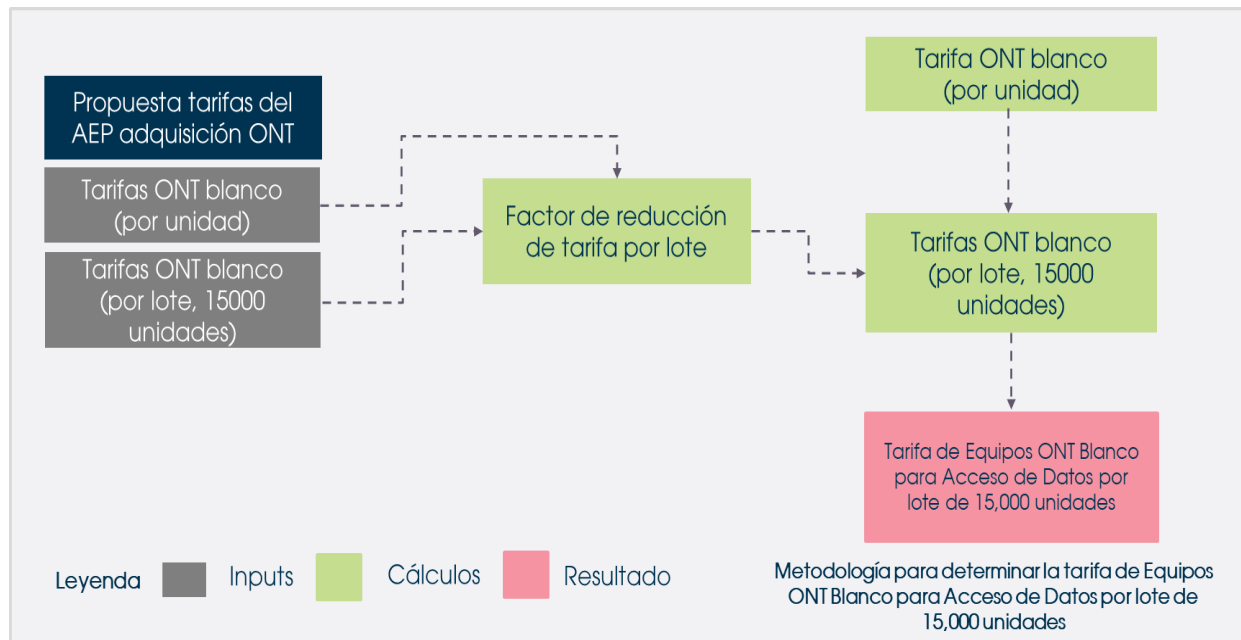 Propuesta tarifas del
AEP adquisición ONT
Tarifas ONT blanco
(por unidad)
Tarifas ONT blanco
(por lote, 15000
unidades)
Factor de reducción
de tarifa por lote
Tarifa ONT blanco
(por unidad)
Tarifas ONT blanco
(por lote, 15000
unidades)
Tarifa de Equipos ONT Blanco
para Acceso de Datos por
lote de 15,000 unidades
Leyenda Inputs Cálculos Resultado
Metodología para determinar la tarifa de Equipos
ONT Blanco para Acceso de Datos por lote de
15,000 unidades